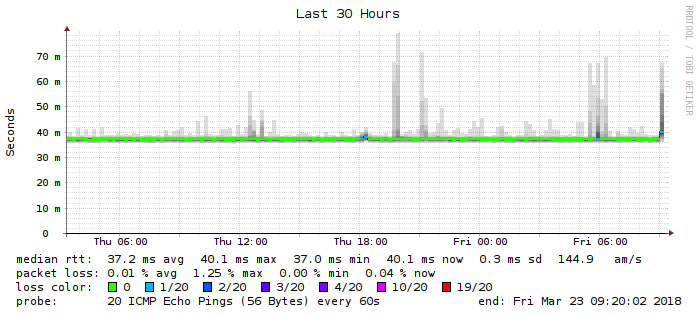 Last 30 Hours
RRDTOOL / TOBI OETIKER
Seconds
70 m
60 m
50 m
40 m
30 m
20 m
10 m
0
Thu 06:00 Thu 12:00 Thu 18:00 Fri 00:00 Fri 06:00
median rtt: 37.2 ms avg 40.1 ms max 37.0 ms min 40.1 ms now 0.3 ms sd 144.9 am/s
packet loss: 0.01 % avg 1.25 % max 0.00 % min 0.04 % now
loss color: 0 1/20 2/20 3/20 4/20 10/20 19/20
probe: 20 ICMP Echo Pings (56 Bytes) every 60s end: Fri Mar 23 09:20:02 2018